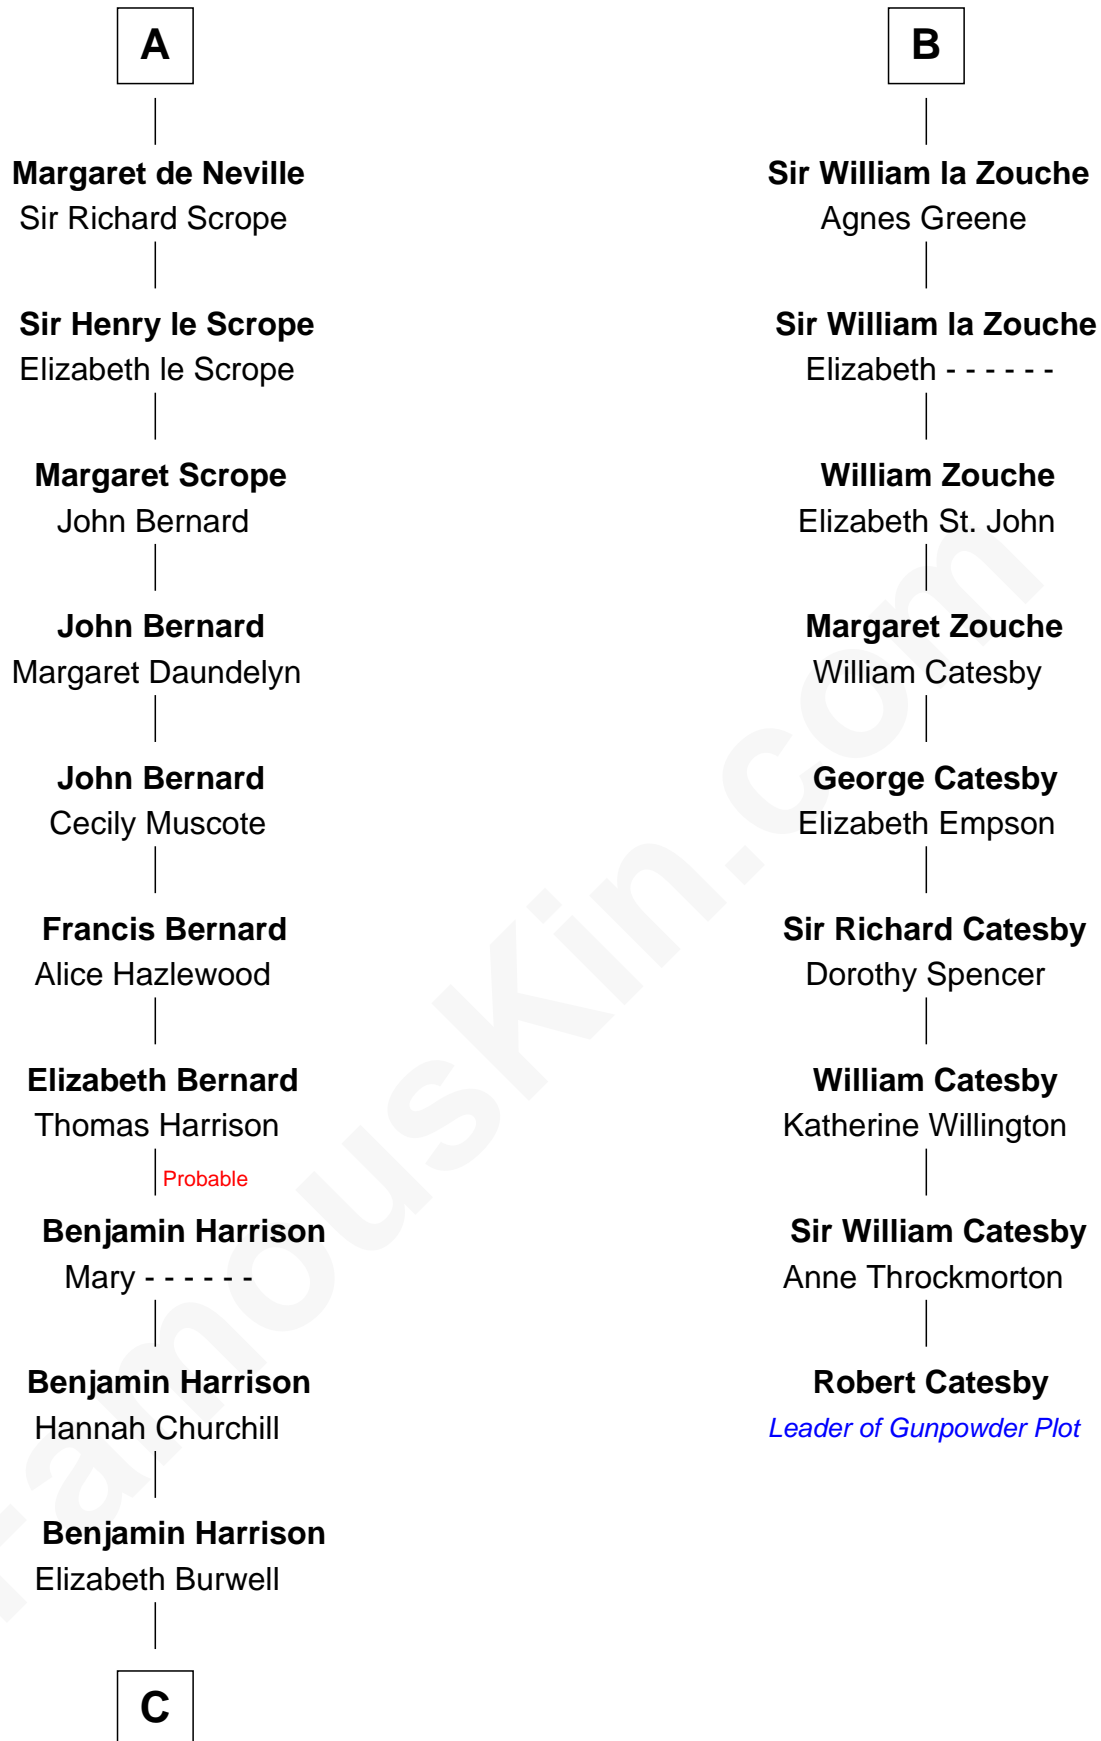 A
Margaret de Neville
Sir Richard Scrope
Sir Henry le Scrope
Elizabeth le Scrope
Margaret Scrope
John Bernard
John Bernard
Margaret Daundelyn
John Bernard
Cecily Muscote
Francis Bernard
Alice Hazlewood
Elizabeth Bernard
Thomas Harrison
Probable
Benjamin Harrison
Mary - - - - - -
Benjamin Harrison
Hannah Churchill
Benjamin Harrison
Elizabeth Burwell
C
B
Sir William la Zouche
Agnes Greene
Sir William la Zouche
Elizabeth - - - - - -
William Zouche
Elizabeth St. John
Margaret Zouche
William Catesby
George Catesby
Elizabeth Empson
Sir Richard Catesby
Dorothy Spencer
William Catesby
Katherine Willington
Sir William Catesby
Anne Throckmorton
Robert Catesby
Leader of Gunpowder Plot
FamousKin.com